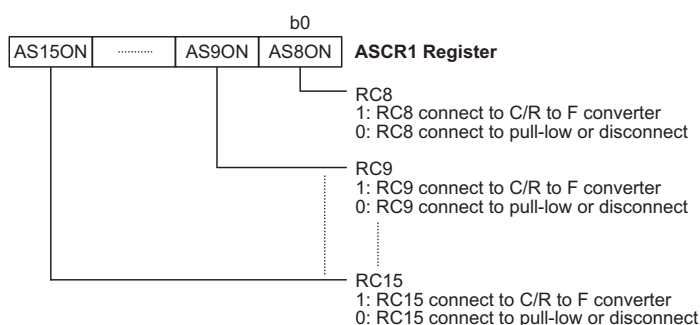 b0
AS15ON ........... AS9ON AS8ON ASCR1 Register
RC8
1: RC8 connect to C/R to F converter
0: RC8 connect to pull-low or disconnect
RC9
1: RC9 connect to C/R to F converter
0: RC9 connect to pull-low or disconnect
RC15
1: RC15 connect to C/R to F converter
0: RC15 connect to pull-low or disconnect